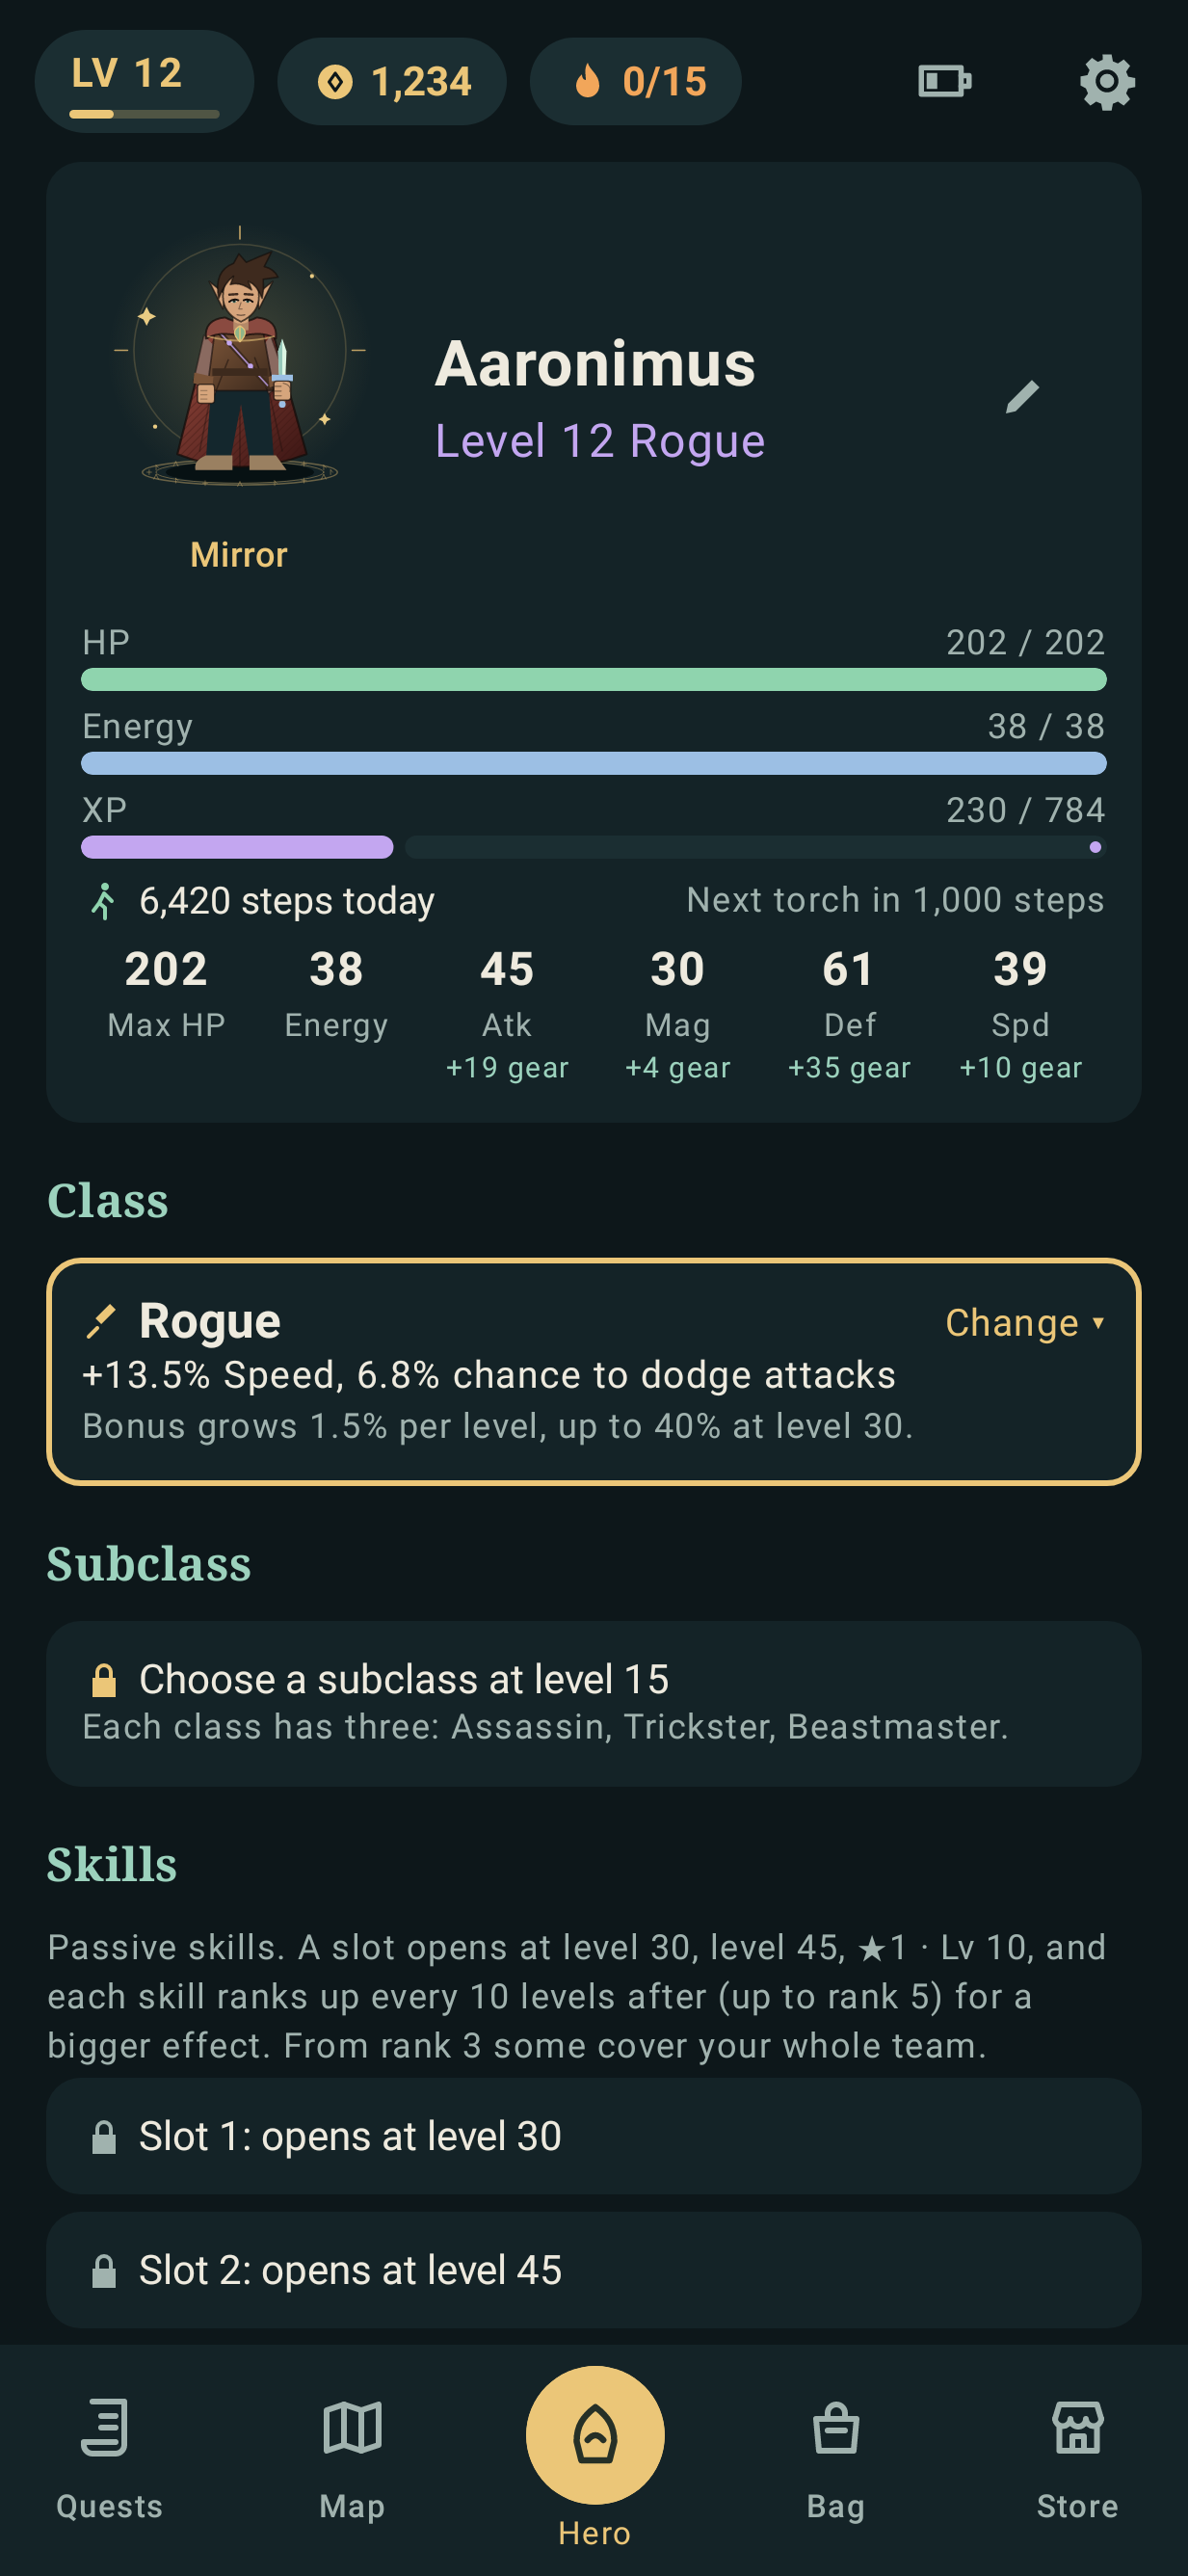 LV 12
1,234
0/15
Aaronimus
Level 12 Rogue
Mirror
HP 202 / 202
Energy 38 / 38
XP 230 / 784
6,420 steps today Next torch in 1,000 steps
202 38 45 30 61 39
Max HP Energy Atk Mag Def Spd
+19 gear +4 gear +35 gear +10 gear
Class
Rogue Change ▾
+13.5% Speed, 6.8% chance to dodge attacks
Bonus grows 1.5% per level, up to 40% at level 30.
Subclass
Choose a subclass at level 15
Each class has three: Assassin, Trickster, Beastmaster.
Skills
Passive skills. A slot opens at level 30, level 45, ★1 · Lv 10, and
each skill ranks up every 10 levels after (up to rank 5) for a
bigger effect. From rank 3 some cover your whole team.
Slot 1: opens at level 30
Slot 2: opens at level 45
Quests Map Hero Bag Store